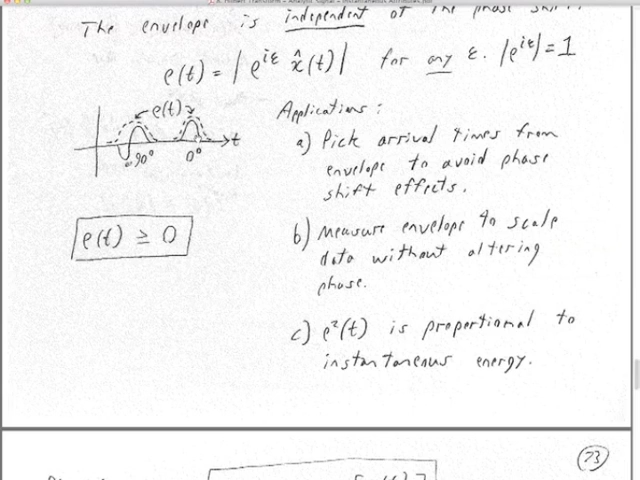 The envelope is independent of the phase shift.
e(t) = | e^{iε} x̂(t) | for any ε. |e^{iε}| = 1
e(t)
t
-90° 0°
Applications:
a) Pick arrival times from
envelope to avoid phase
shift effects.
e(t) ≥ 0
b) Measure envelope to scale
data without altering
phase.
c) e²(t) is proportional to
instantaneous energy.
73